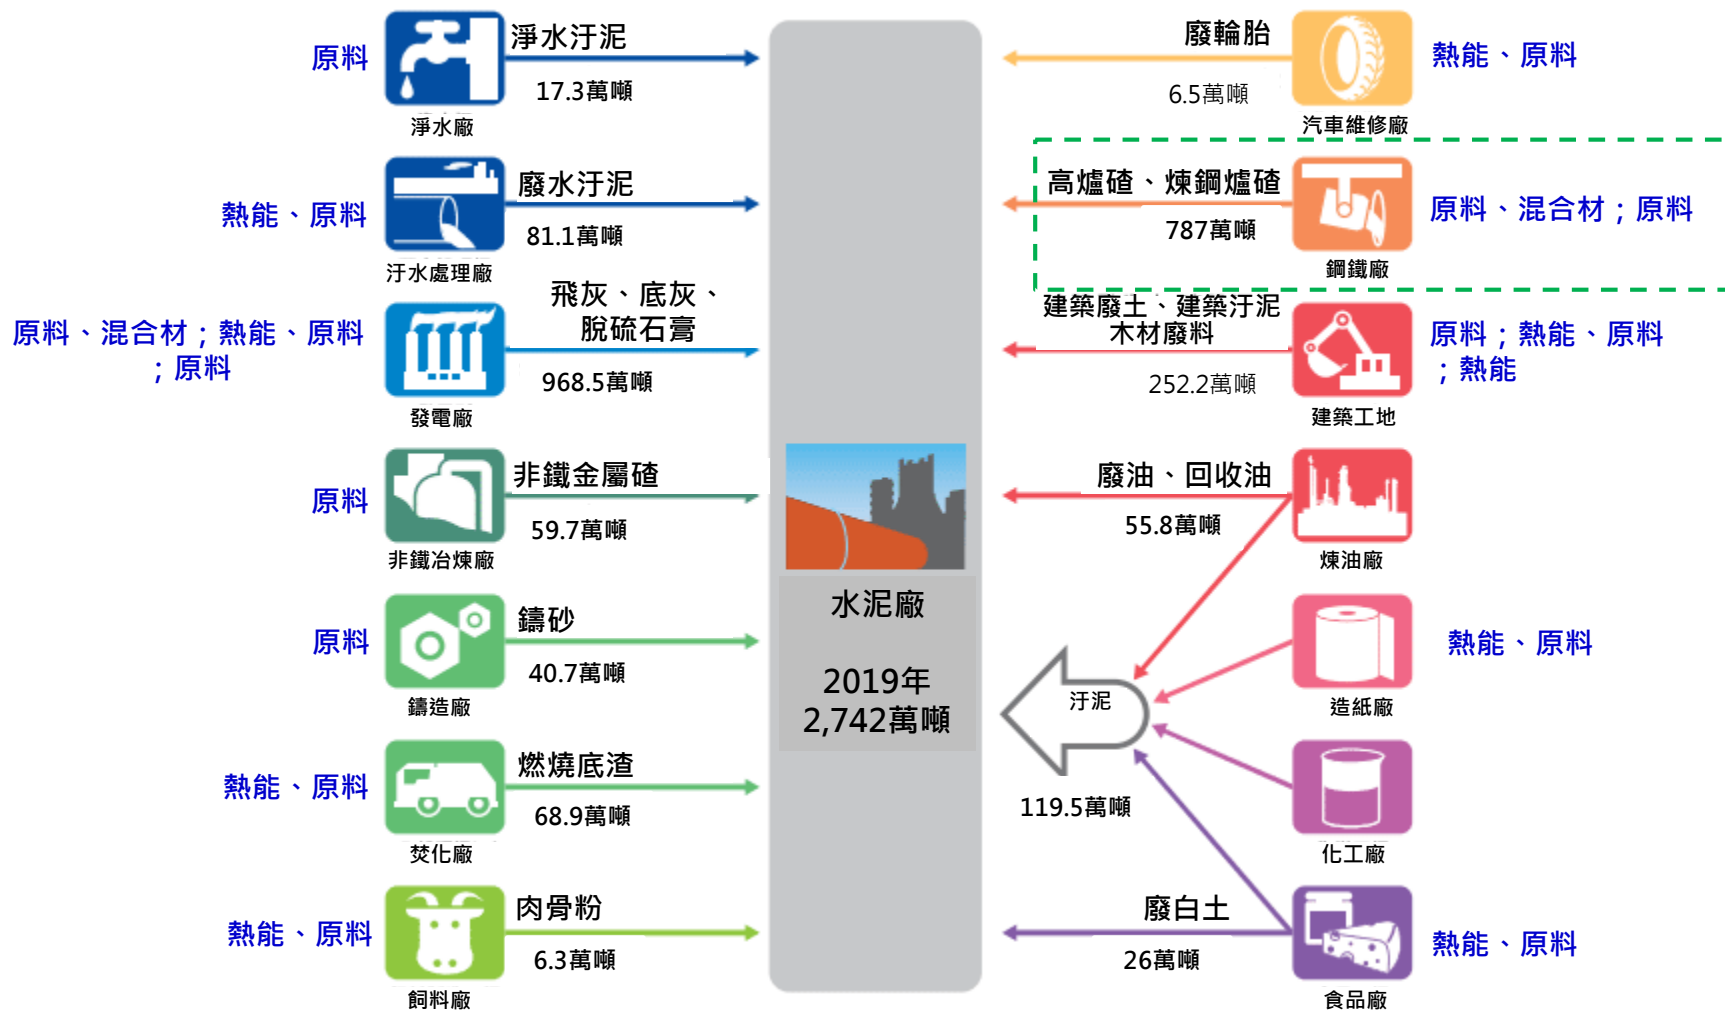 原料
淨水汙泥
17.3萬噸
淨水廠
熱能、原料
廢水汙泥
81.1萬噸
汙水處理廠
原料、混合材；熱能、原料
；原料
飛灰、底灰、
脫硫石膏
968.5萬噸
發電廠
原料
非鐵金屬碴
59.7萬噸
非鐵冶煉廠
原料
鑄砂
40.7萬噸
鑄造廠
熱能、原料
燃燒底渣
68.9萬噸
焚化廠
熱能、原料
肉骨粉
6.3萬噸
飼料廠
水泥廠
2019年
2,742萬噸
廢輪胎
6.5萬噸
汽車維修廠
熱能、原料
高爐碴、煉鋼爐碴
787萬噸
鋼鐵廠
原料、混合材；原料
建築廢土、建築汙泥
木材廢料
252.2萬噸
建築工地
原料；熱能、原料
；熱能
廢油、回收油
55.8萬噸
煉油廠
汙泥
119.5萬噸
造紙廠
熱能、原料
化工廠
廢白土
26萬噸
食品廠
熱能、原料